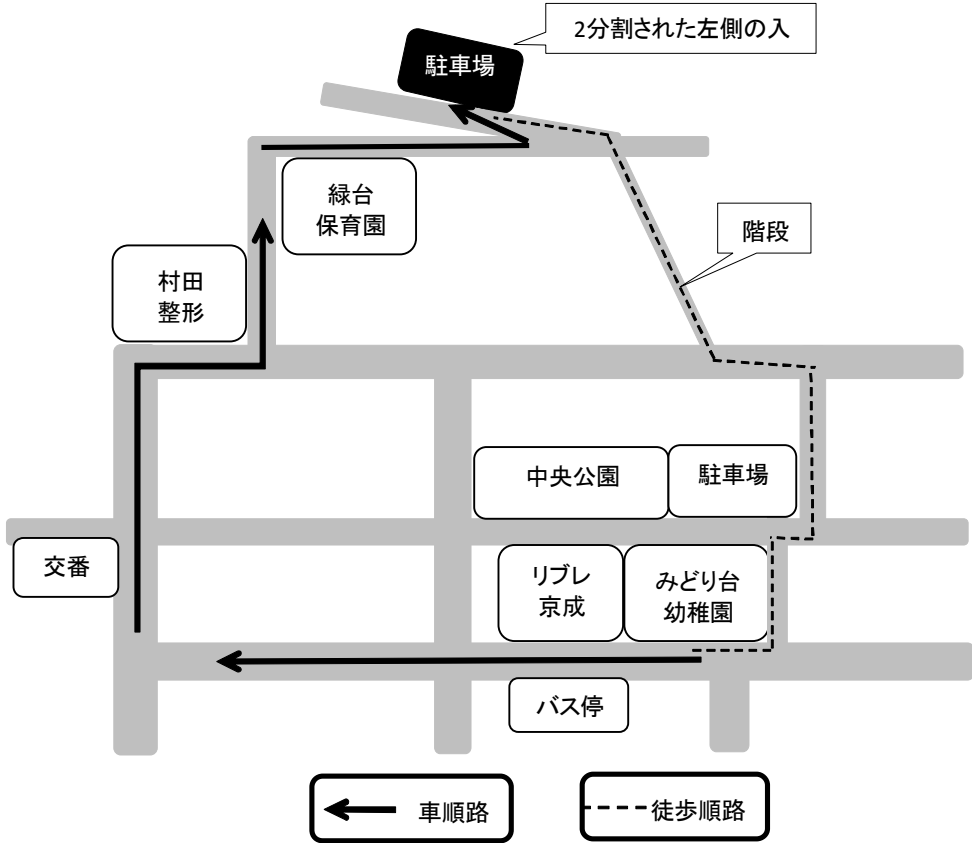 2分割された左側の入
駐車場
緑台
保育園
階段
村田
整形
中央公園
駐車場
交番
リブレ
京成
みどり台
幼稚園
バス停
車順路
徒歩順路